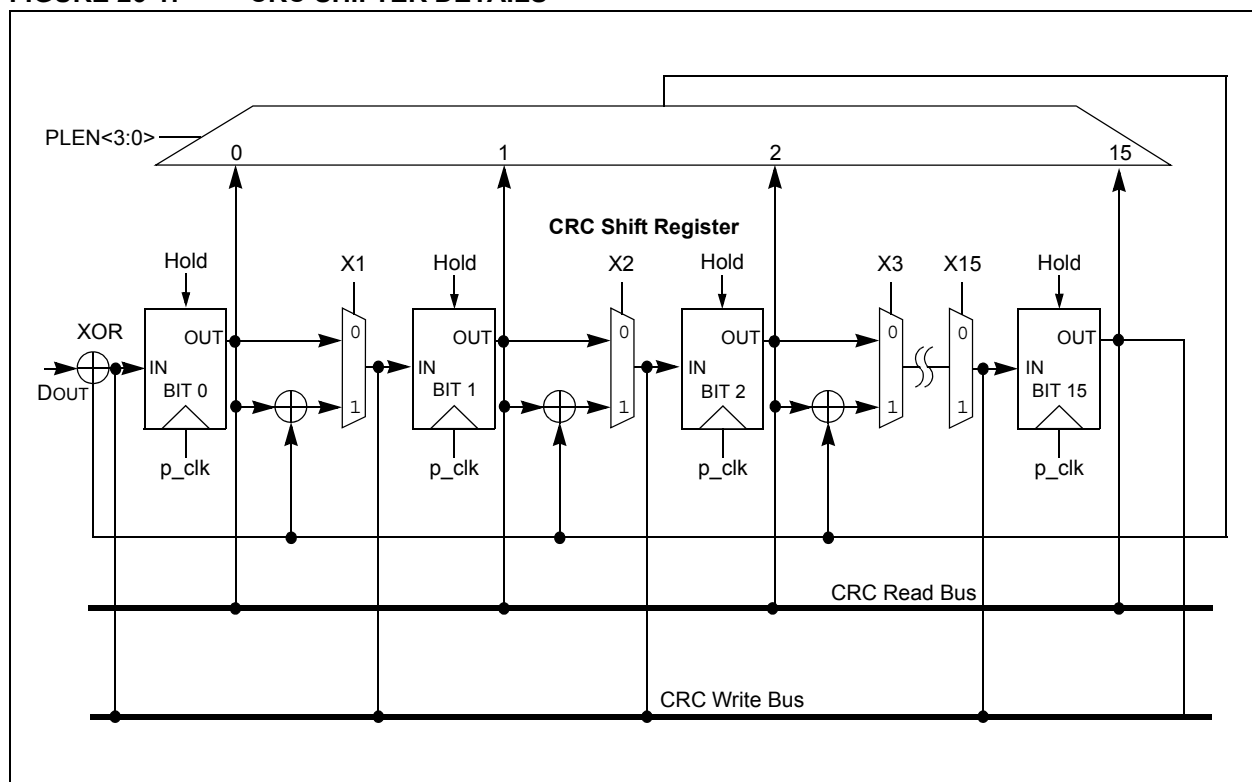 PLEN<3:0>
0 1 2 15
CRC Shift Register
Hold X1 Hold X2 Hold X3 X15 Hold
XOR
OUT 0 OUT 0 OUT 0 0 OUT
IN IN IN IN
DOUT
BIT 0 1 BIT 1 1 BIT 2 1 1 BIT 15
p_clk p_clk p_clk p_clk
CRC Read Bus
CRC Write Bus